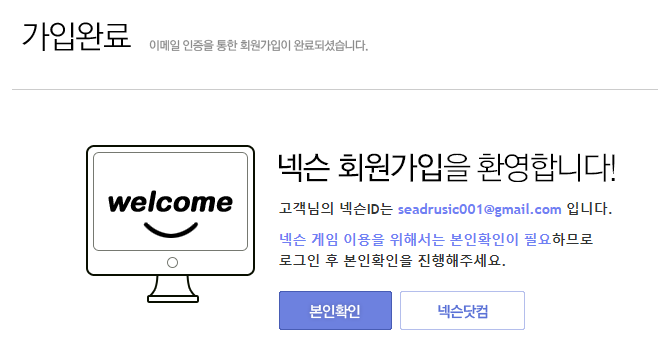 가입완료 이메일 인증을 통한 회원가입이 완료되셨습니다.
welcome
넥슨 회원가입을 환영합니다!
고객님의 넥슨ID는 seadrusic001@gmail.com 입니다.
넥슨 게임 이용을 위해서는 본인확인이 필요하므로
로그인 후 본인확인을 진행해주세요.
본인확인 넥슨닷컴